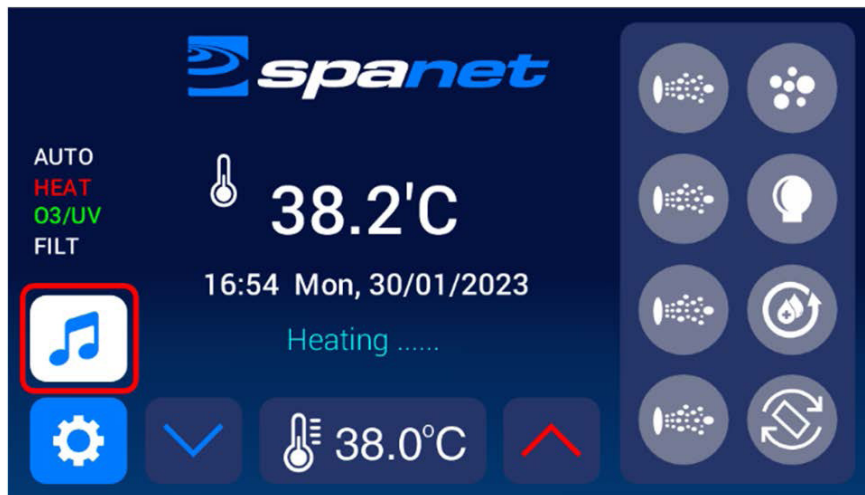 spanet
AUTO
HEAT
O3/UV
FILT
38.2'C
16:54 Mon, 30/01/2023
Heating ......
38.0°C